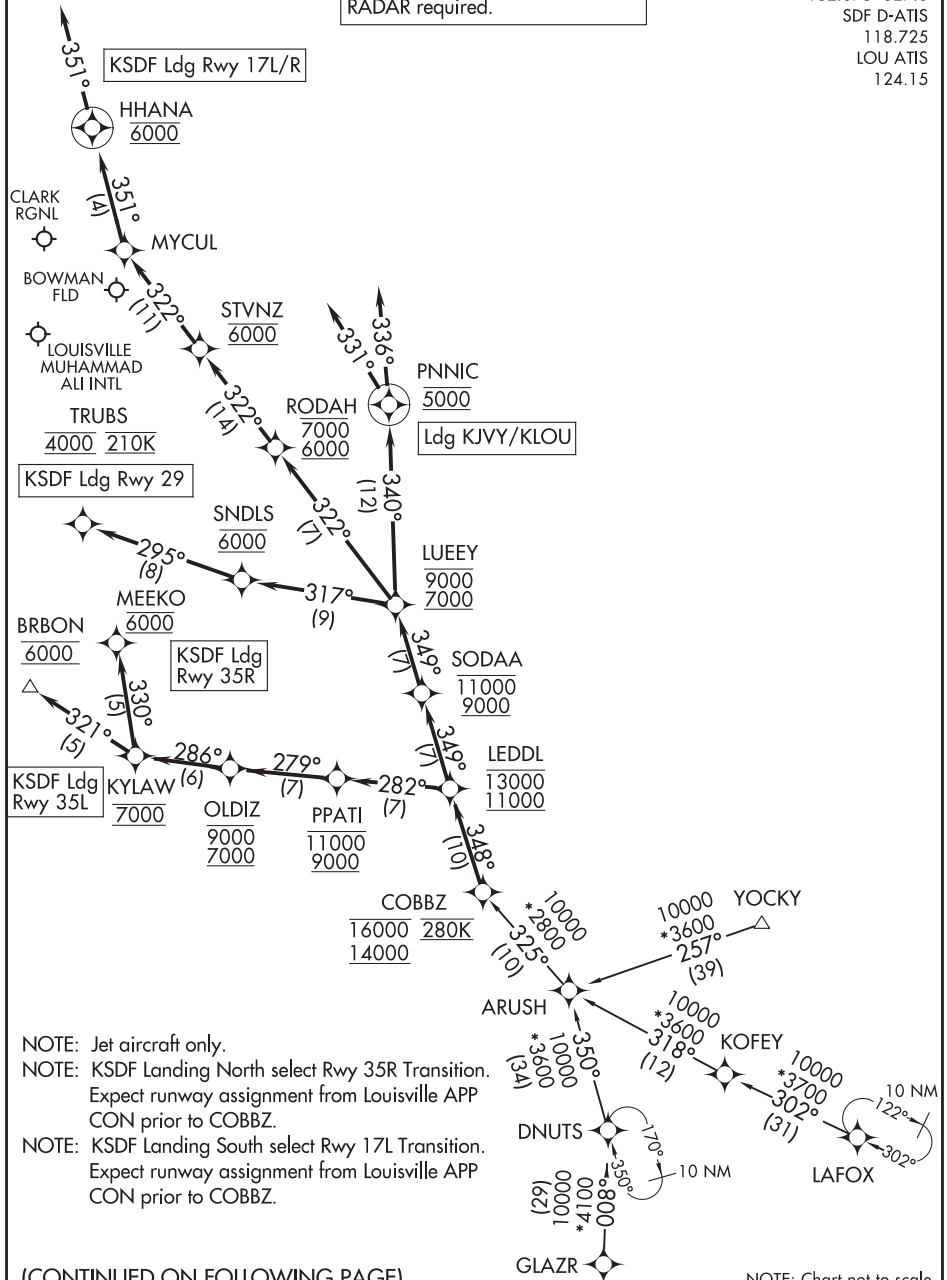 RADAR required.
SDF D-ATIS
118.725
LOU ATIS
124.15
351°
KSDF Ldg Rwy 17L/R
HHANA
6000
351°
(4)
CLARK
RGNL
MYCUL
BOWMAN
FLD
322°
(11)
STVNZ
6000
LOUISVILLE
MUHAMMAD
ALI INTL
331°
336°
PNNIC
5000
322°
(14)
RODAH
7000
6000
Ldg KJVY/KLOU
TRUBS
4000 210K
KSDF Ldg Rwy 29
340°
(12)
SNDLS
6000
322°
(7)
295°
(8)
LUEEY
9000
7000
317°
(9)
MEEKO
6000
BRBON
6000
KSDF Ldg
Rwy 35R
349°
(7)
SODAA
11000
9000
330°
(5)
321°
(5)
349°
(7)
LEDDL
13000
11000
286°
(6)
279°
(7)
282°
(7)
KSDF Ldg
Rwy 35L
KYLAW
7000
OLDIZ
9000
7000
PPATI
11000
9000
348°
(10)
COBBZ
16000 280K
14000
10000
*2800
325°
(10)
YOCKY
10000
*3600
257°
(39)
ARUSH
10000
*3600
318°
(12)
KOFEY
10000
*3700
302°
(31)
10 NM
122°
302°
LAFOX
350°
10000
*3600
(34)
DNUTS
170°
350°
10 NM
008°
*4100
10000
(29)
GLAZR
NOTE: Jet aircraft only.
NOTE: KSDF Landing North select Rwy 35R Transition.
Expect runway assignment from Louisville APP
CON prior to COBBZ.
NOTE: KSDF Landing South select Rwy 17L Transition.
Expect runway assignment from Louisville APP
CON prior to COBBZ.
(CONTINUED ON FOLLOWING PAGE)
NOTE: Chart not to scale